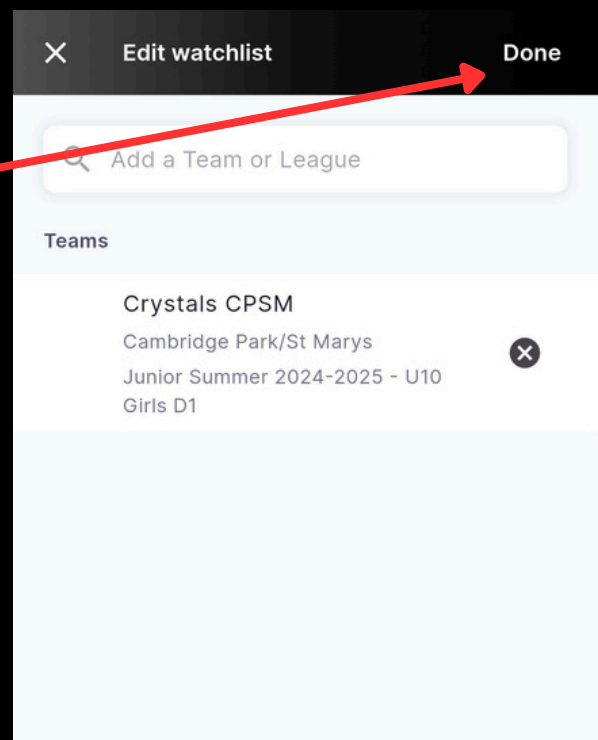 Edit watchlist
Done
Add a Team or League
Teams
Crystals CPSM
Cambridge Park/St Marys
Junior Summer 2024-2025 - U10
Girls D1